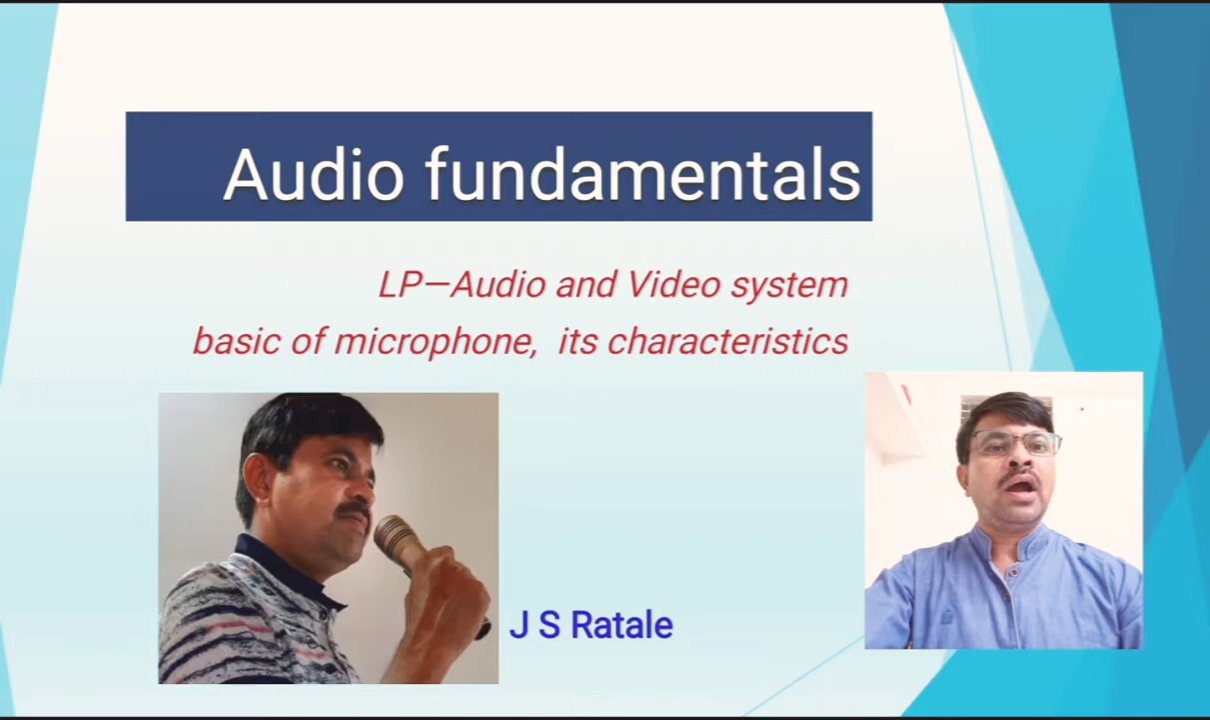 Audio fundamentals
LP–Audio and Video system
basic of microphone, its characteristics
J S Ratale